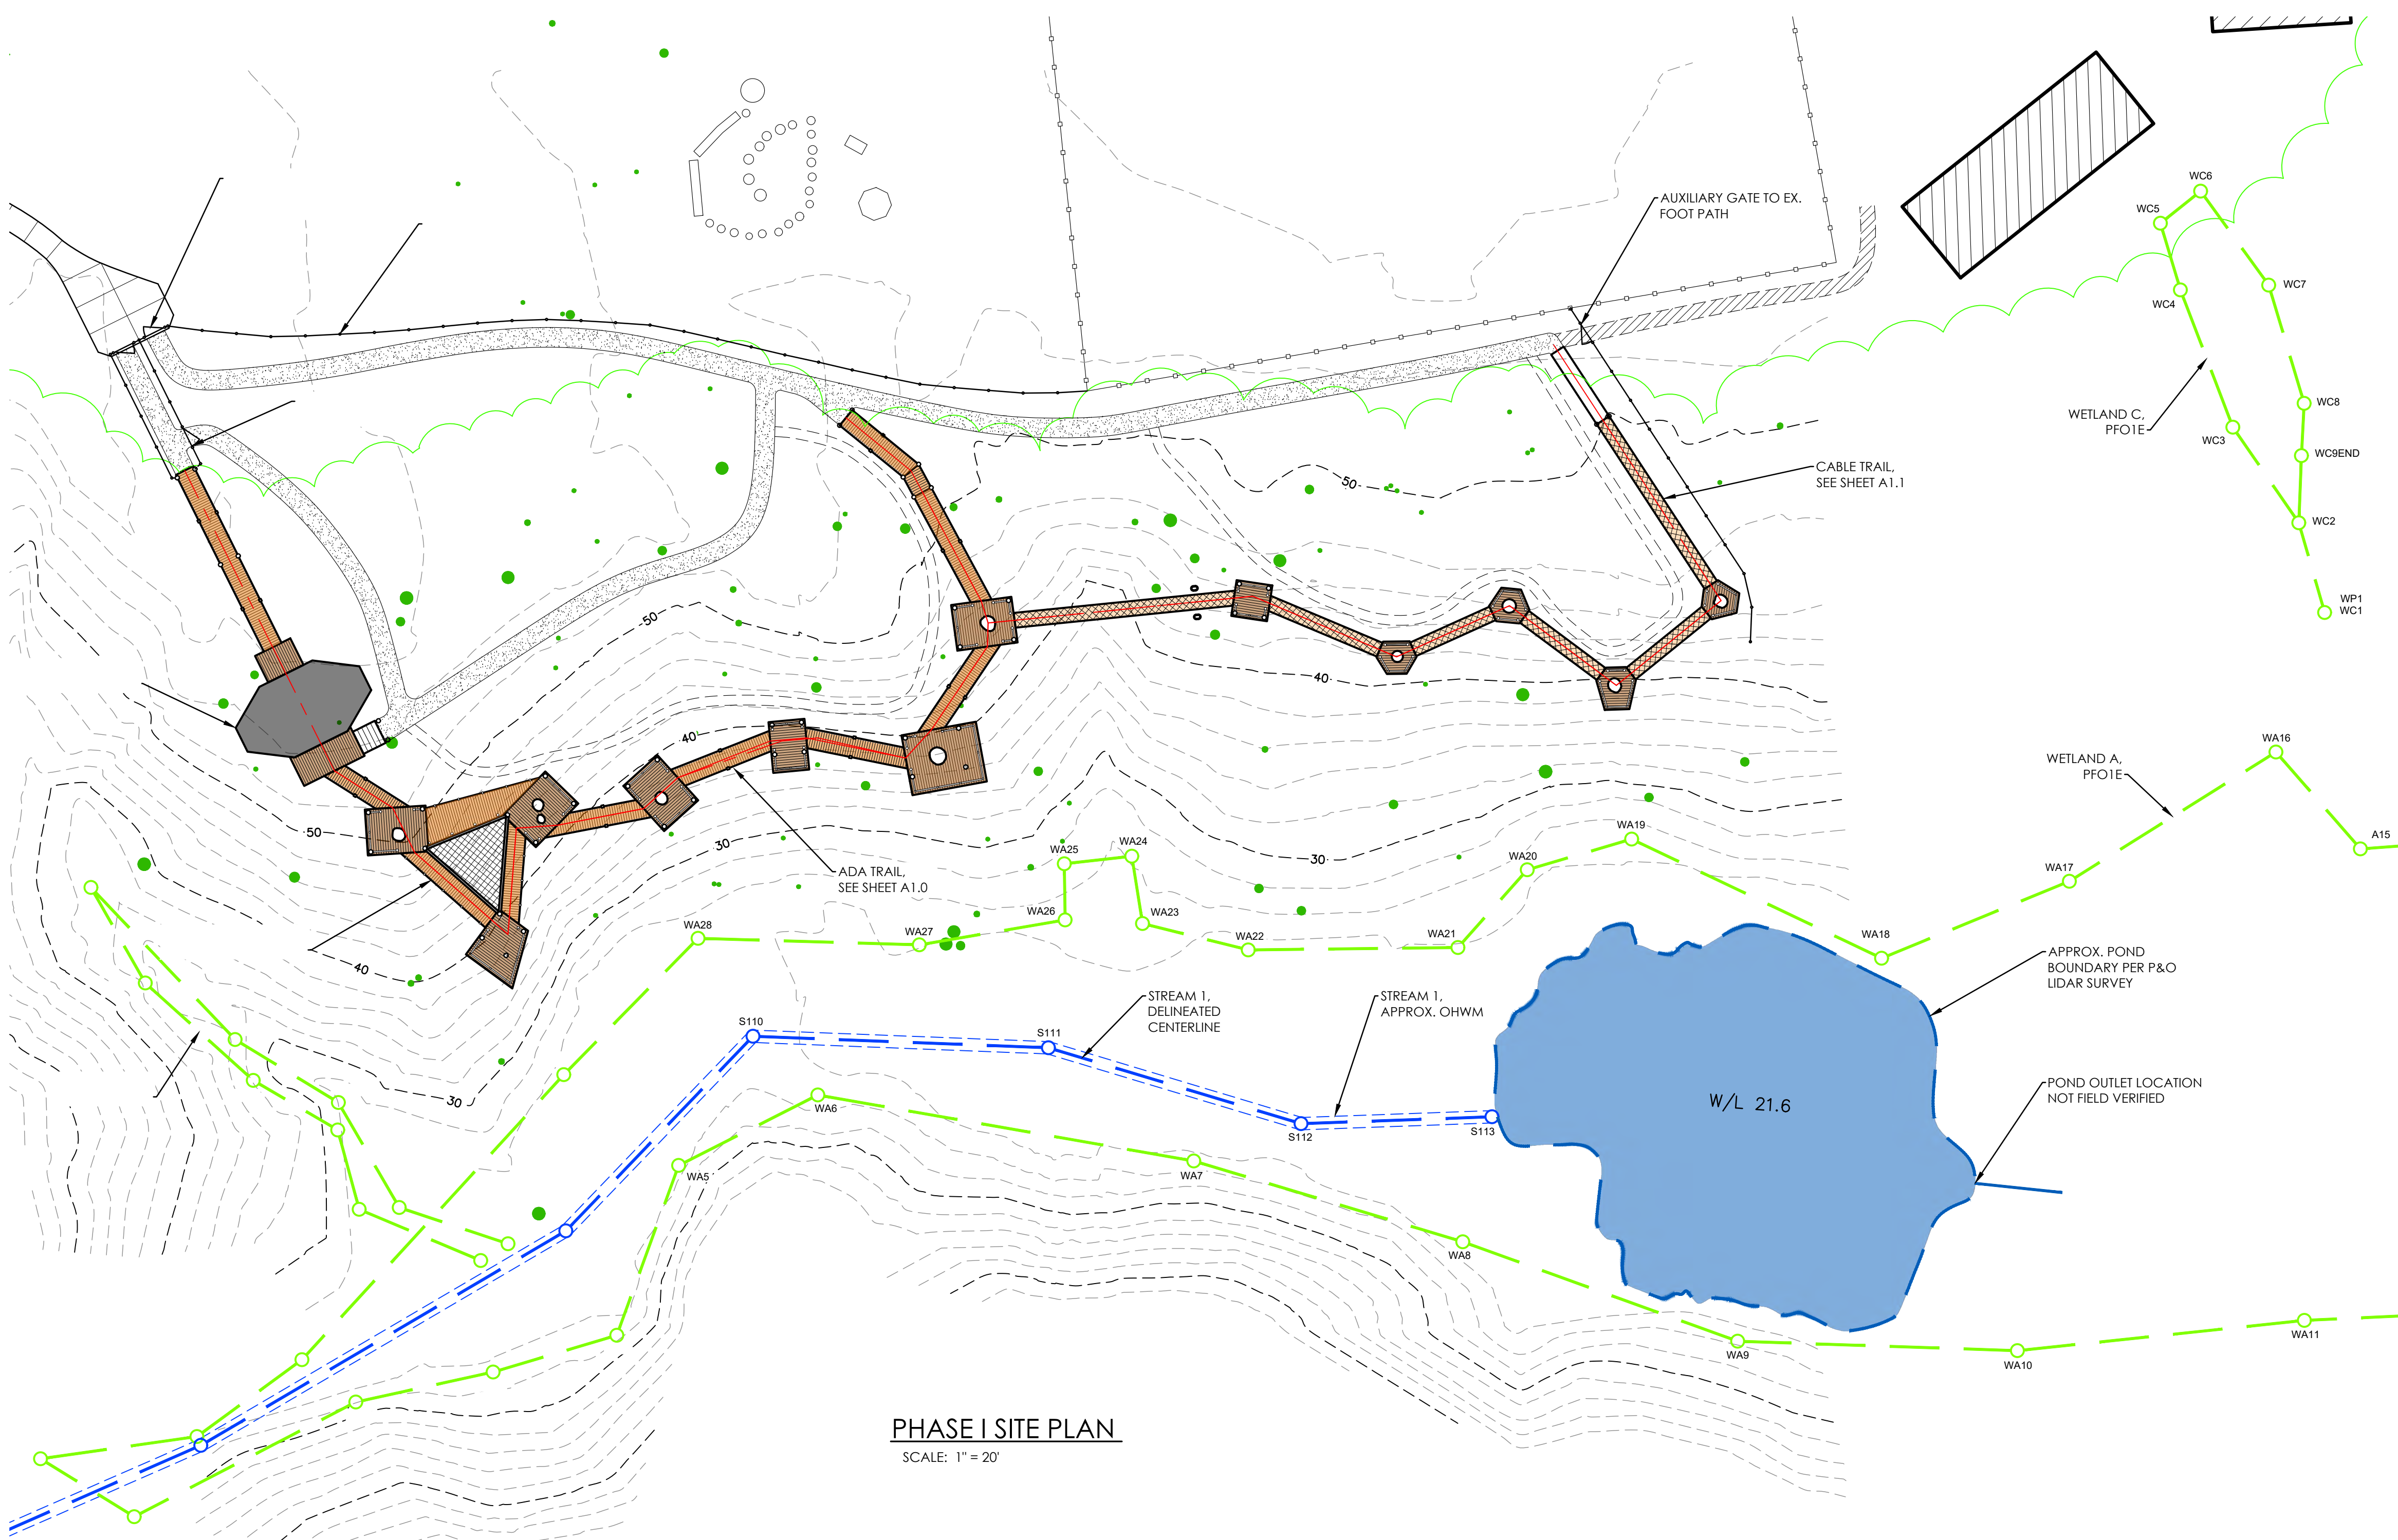 WC6
WC5
AUXILIARY GATE TO EX.
FOOT PATH
WC7
WC4
WC8
WETLAND C,
PFO1E
WC3
WC9END
CABLE TRAIL,
SEE SHEET A1.1
50
WC2
WP1
WC1
50
40
40
WA16
WETLAND A,
PFO1E
50
WA19
A15
30
WA25
WA24
WA20
30
WA17
ADA TRAIL,
SEE SHEET A1.0
WA26
WA23
WA28
WA27
WA22
WA21
WA18
40
APPROX. POND
BOUNDARY PER P&O
LIDAR SURVEY
STREAM 1,
DELINEATED
CENTERLINE
STREAM 1,
APPROX. OHWM
S110
S111
POND OUTLET LOCATION
NOT FIELD VERIFIED
30
WA6
W/L 21.6
S112
S113
WA5
WA7
WA8
WA11
WA9
WA10
PHASE I SITE PLAN
SCALE: 1" = 20'